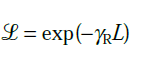 ℒ = exp(−γ_R L)